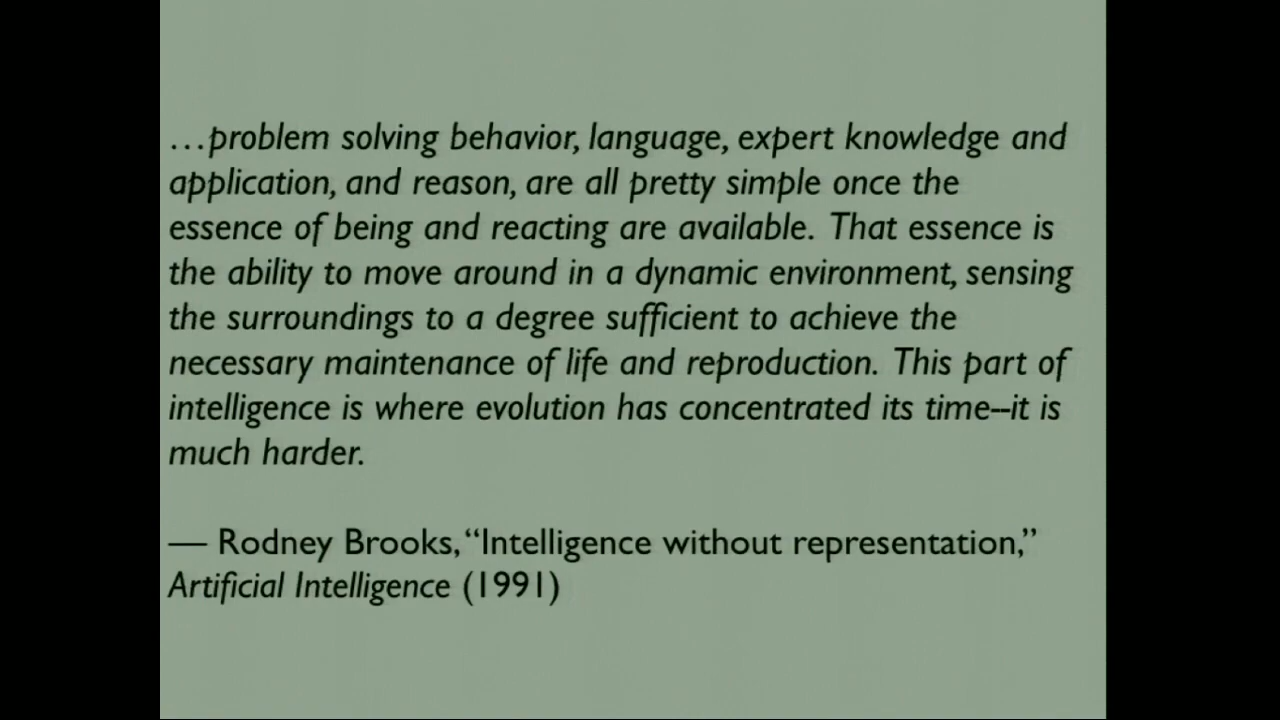 …problem solving behavior, language, expert knowledge and
application, and reason, are all pretty simple once the
essence of being and reacting are available. That essence is
the ability to move around in a dynamic environment, sensing
the surroundings to a degree sufficient to achieve the
necessary maintenance of life and reproduction. This part of
intelligence is where evolution has concentrated its time--it is
much harder.
— Rodney Brooks, “Intelligence without representation,”
Artificial Intelligence (1991)